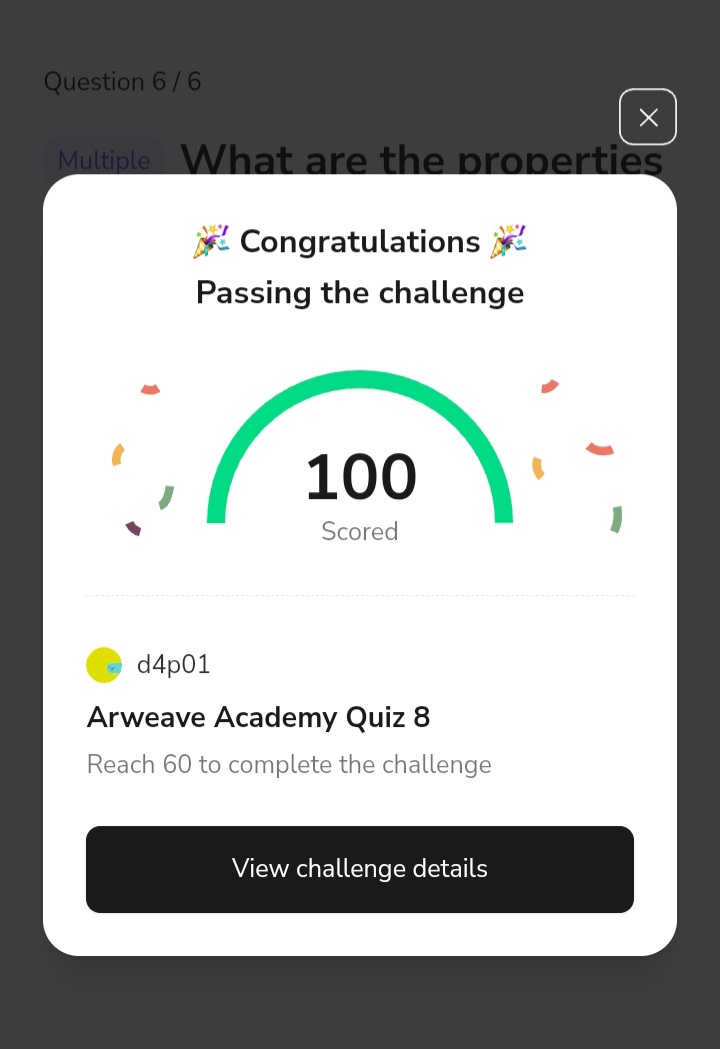 Question 6 / 6
Multiple What are the properties
🎉 Congratulations 🎉
Passing the challenge
100
Scored
d4p01
Arweave Academy Quiz 8
Reach 60 to complete the challenge
View challenge details